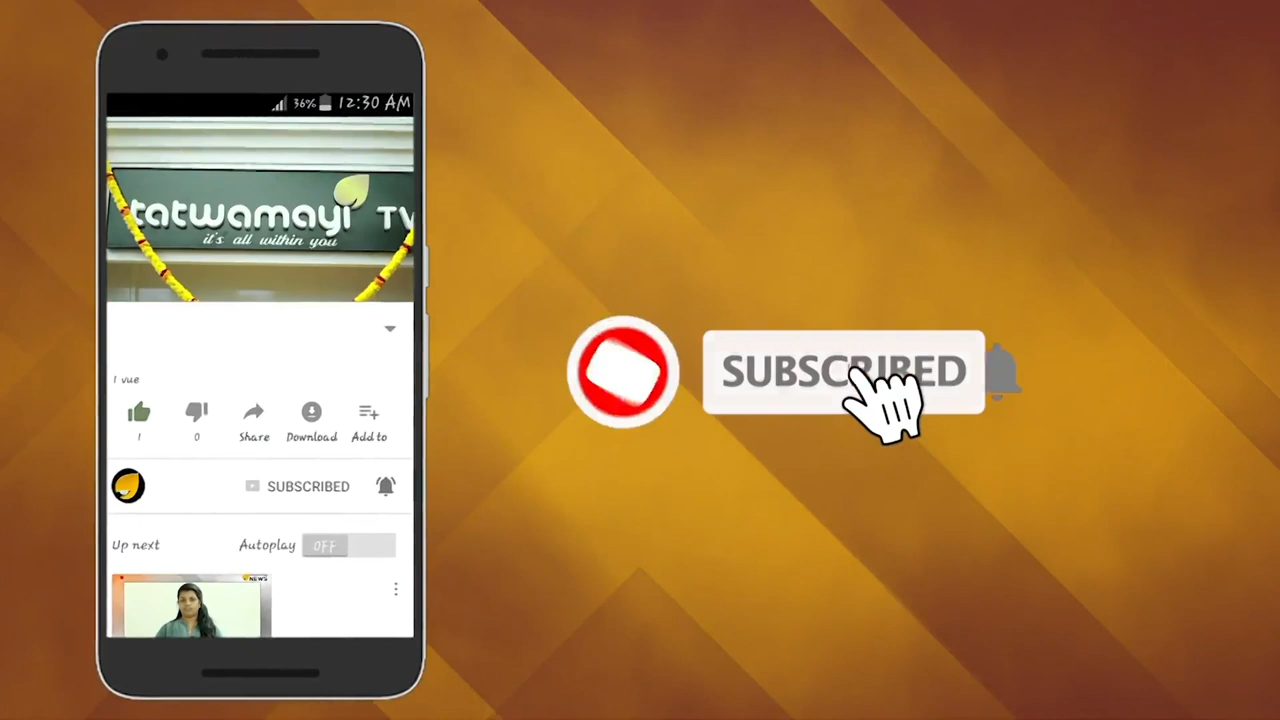 36% 12:30 AM
tatwamayi TV
it's all within you
1 vue
1 0 Share Download Add to
SUBSCRIBED
Up next Autoplay OFF
NEWS
SUBSCRIBED